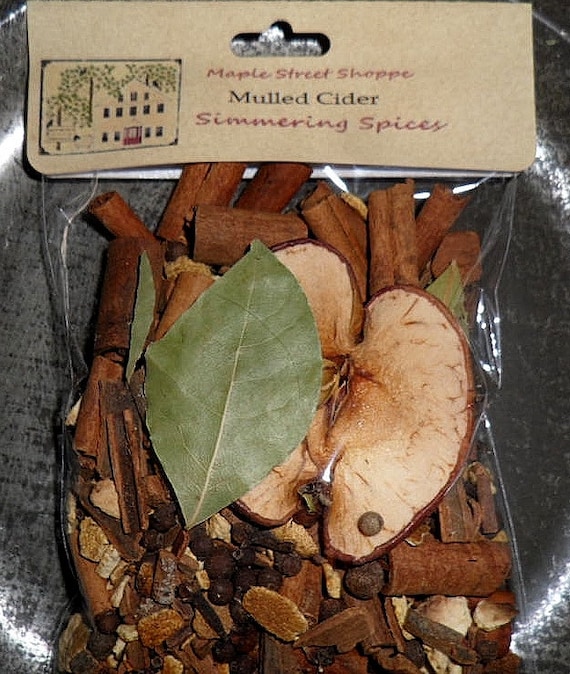 Maple Street Shoppe
Mulled Cider
Simmering Spices